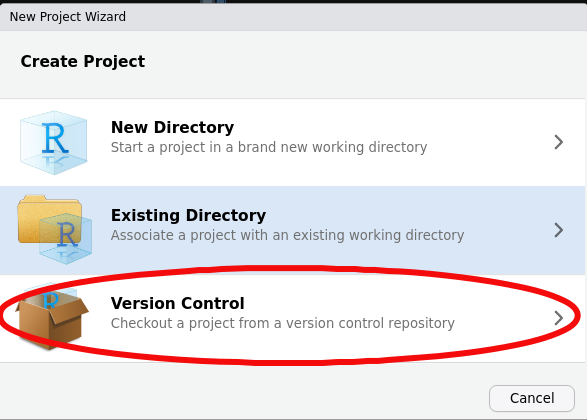 New Project Wizard
Create Project
R
New Directory
Start a project in a brand new working directory
R
Existing Directory
Associate a project with an existing working directory
R
Version Control
Checkout a project from a version control repository
Cancel